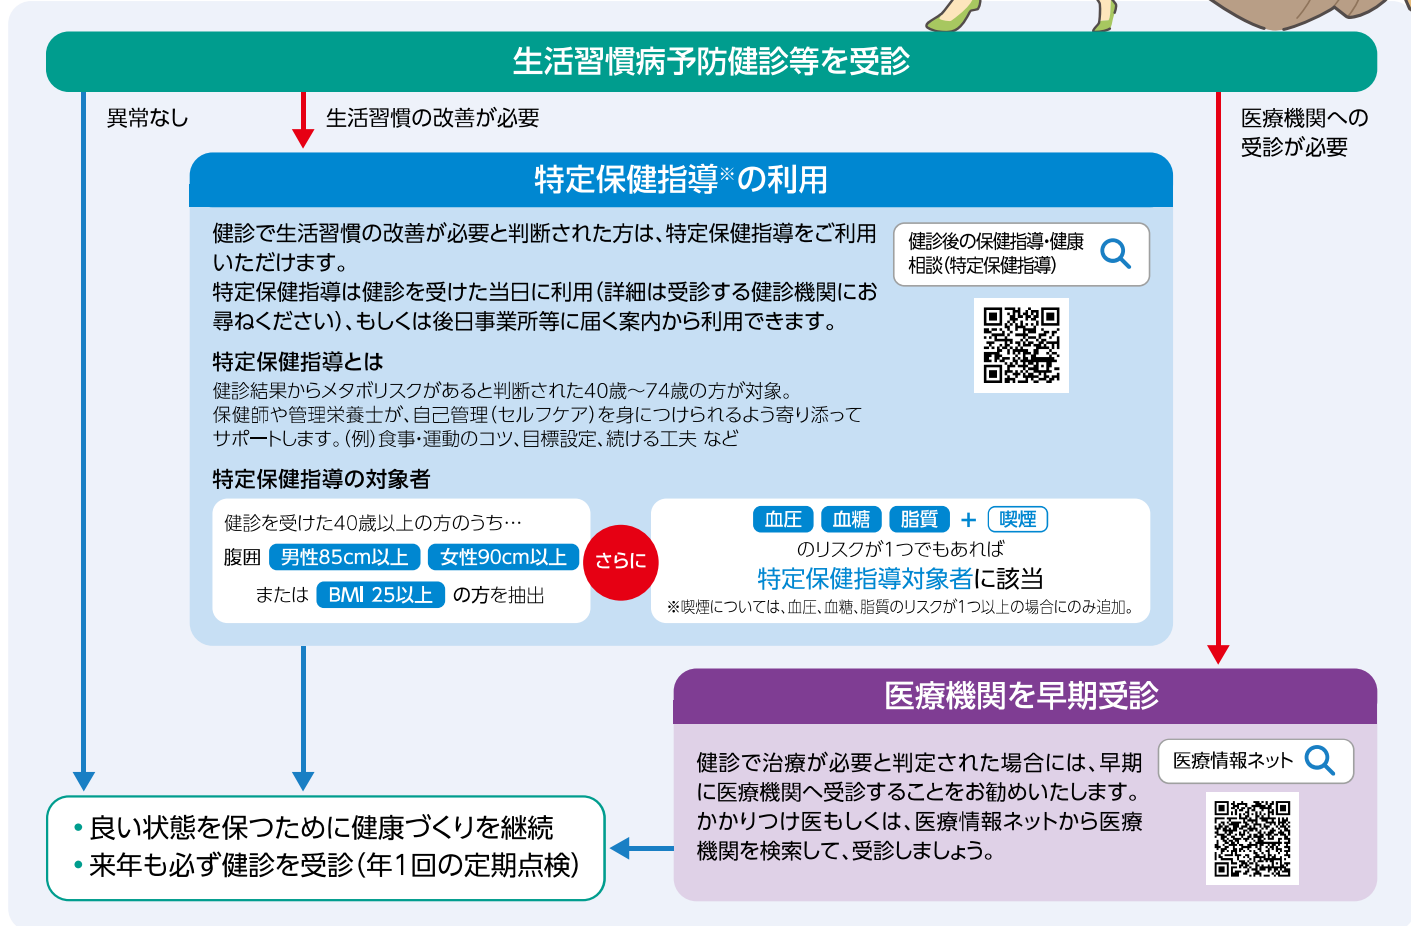 生活習慣病予防健診等を受診
異常なし
生活習慣の改善が必要
医療機関への
受診が必要
特定保健指導※の利用
健診で生活習慣の改善が必要と判断された方は、特定保健指導をご利用
いただけます。
特定保健指導は健診を受けた当日に利用(詳細は受診する健診機関にお
尋ねください)、もしくは後日事業所等に届く案内から利用できます。
健診後の保健指導・健康
相談(特定保健指導)
特定保健指導とは
健診結果からメタボリスクがあると判断された40歳～74歳の方が対象。
保健師や管理栄養士が、自己管理(セルフケア)を身につけられるよう寄り添って
サポートします。(例)食事・運動のコツ、目標設定、続ける工夫 など
特定保健指導の対象者
健診を受けた40歳以上の方のうち…
腹囲 男性85cm以上 女性90cm以上
または BMI 25以上 の方を抽出
さらに
血圧 血糖 脂質 + 喫煙
のリスクが1つでもあれば
特定保健指導対象者に該当
※喫煙については、血圧、血糖、脂質のリスクが1つ以上の場合にのみ追加。
医療機関を早期受診
健診で治療が必要と判定された場合には、早期
に医療機関へ受診することをお勧めいたします。
かかりつけ医もしくは、医療情報ネットから医療
機関を検索して、受診しましょう。
医療情報ネット
・良い状態を保つために健康づくりを継続
・来年も必ず健診を受診(年1回の定期点検)